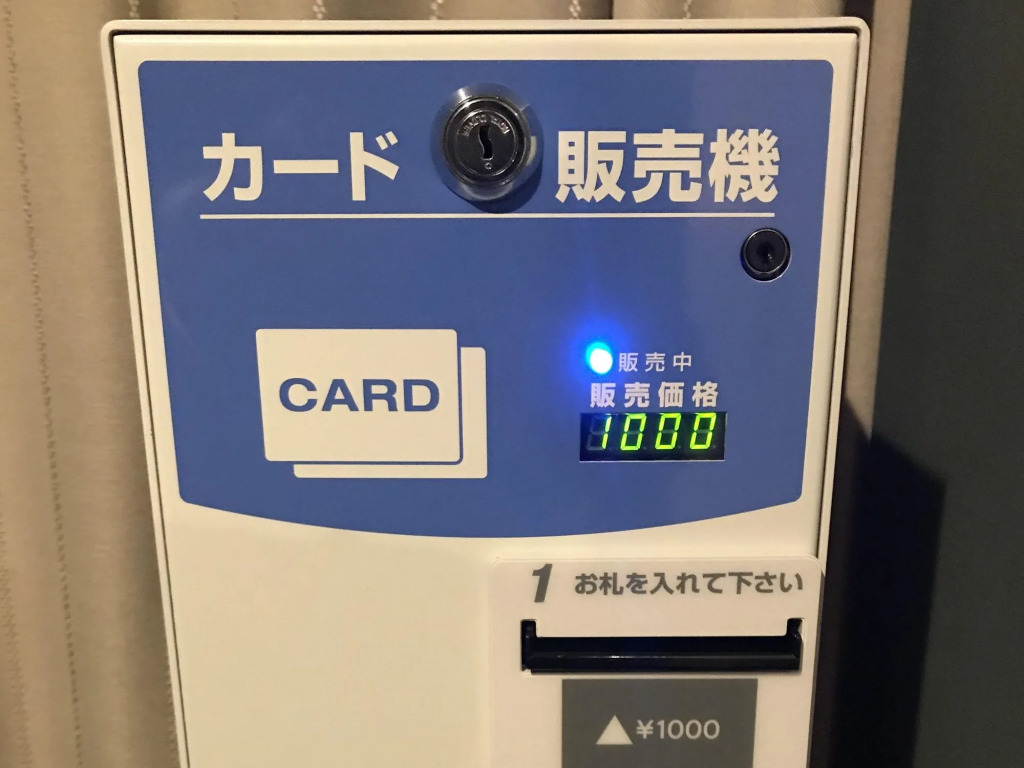 カード 販売機
CARD
販売中
販売価格
1000
1 お札を入れて下さい
▲¥1000